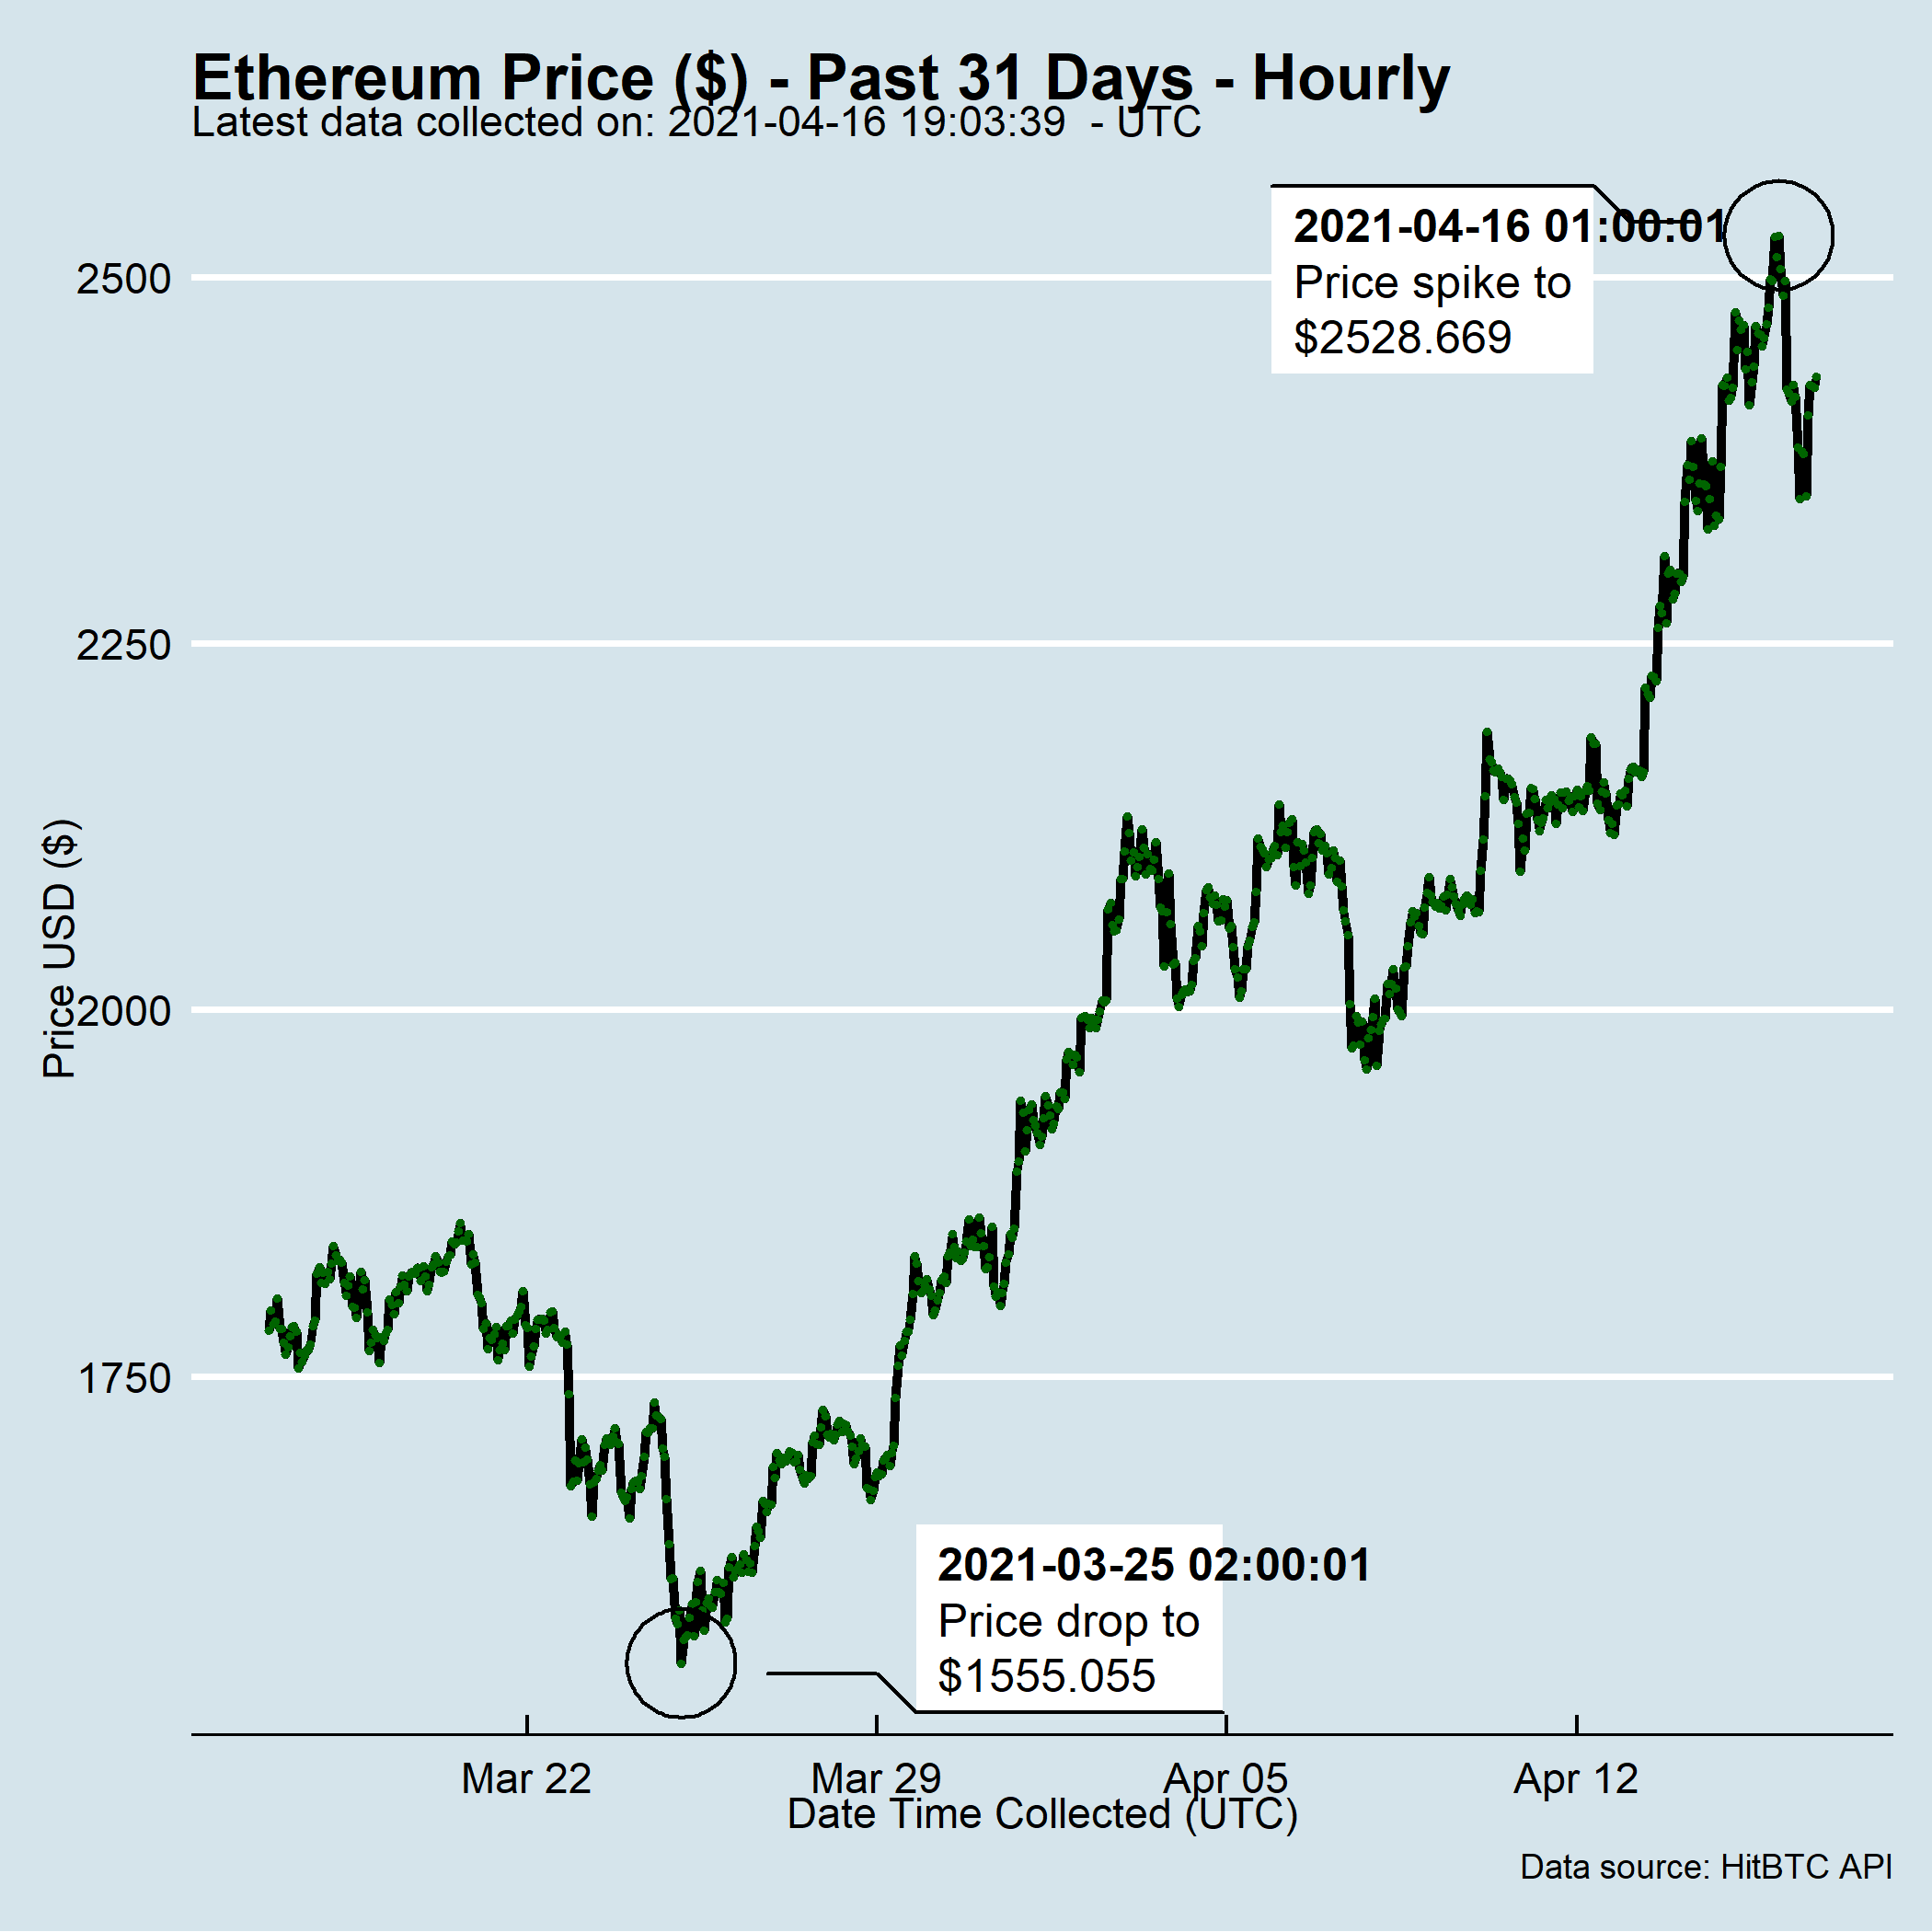 Ethereum Price ($) - Past 31 Days - Hourly
Latest data collected on: 2021-04-16 19:03:39  - UTC
2021-04-16 01:00:01
Price spike to
$2528.669
2500
2250
2000
1750
Price USD ($)
2021-03-25 02:00:01
Price drop to
$1555.055
Mar 22 Mar 29 Apr 05 Apr 12
Date Time Collected (UTC)
Data source: HitBTC API